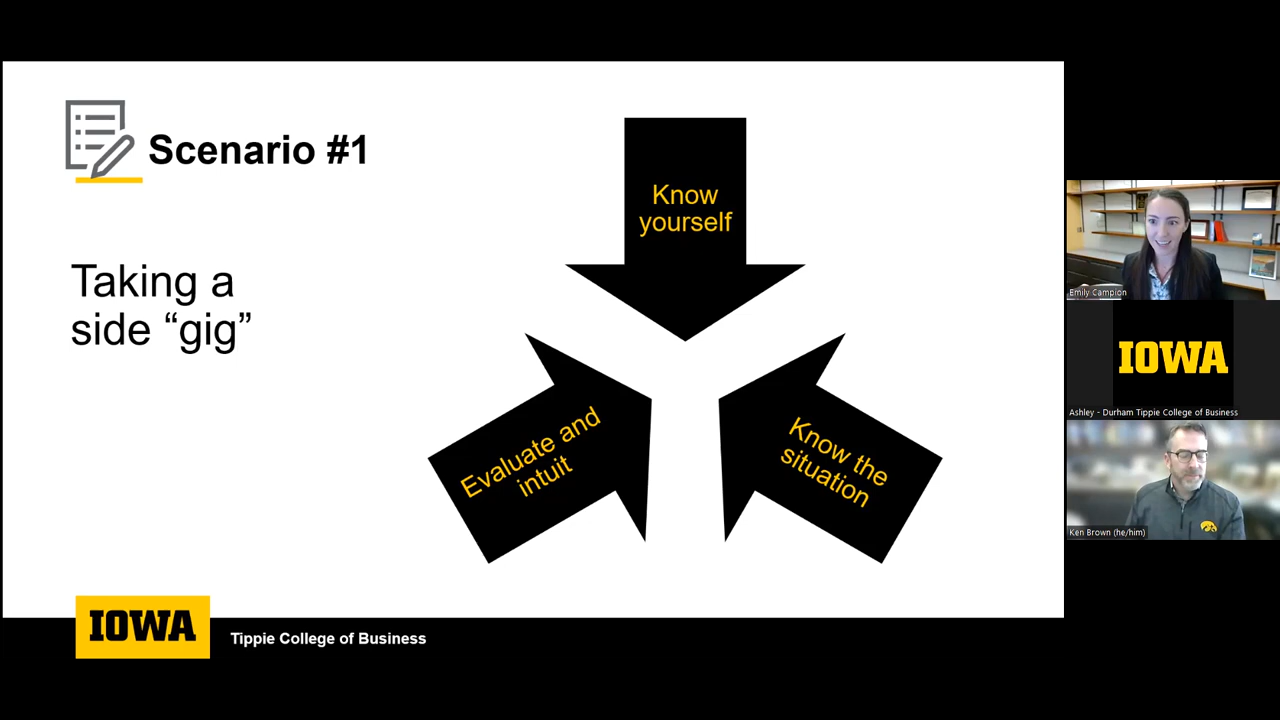 Scenario #1
Taking a
side “gig”
Know
yourself
Evaluate and
intuit
Know the
situation
IOWA
Tippie College of Business
Emily Campion
IOWA
Ashley - Durham Tippie College of Business
Ken Brown (he/him)